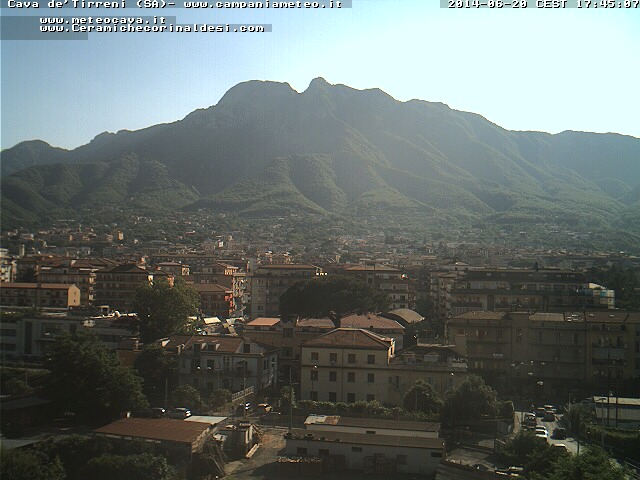 Cava de'Tirreni (SA)- www.campaniameteo.it
2014-06-20 CEST 17:45:07
www.meteocava.it
www.Ceramichecorinaldesi.com